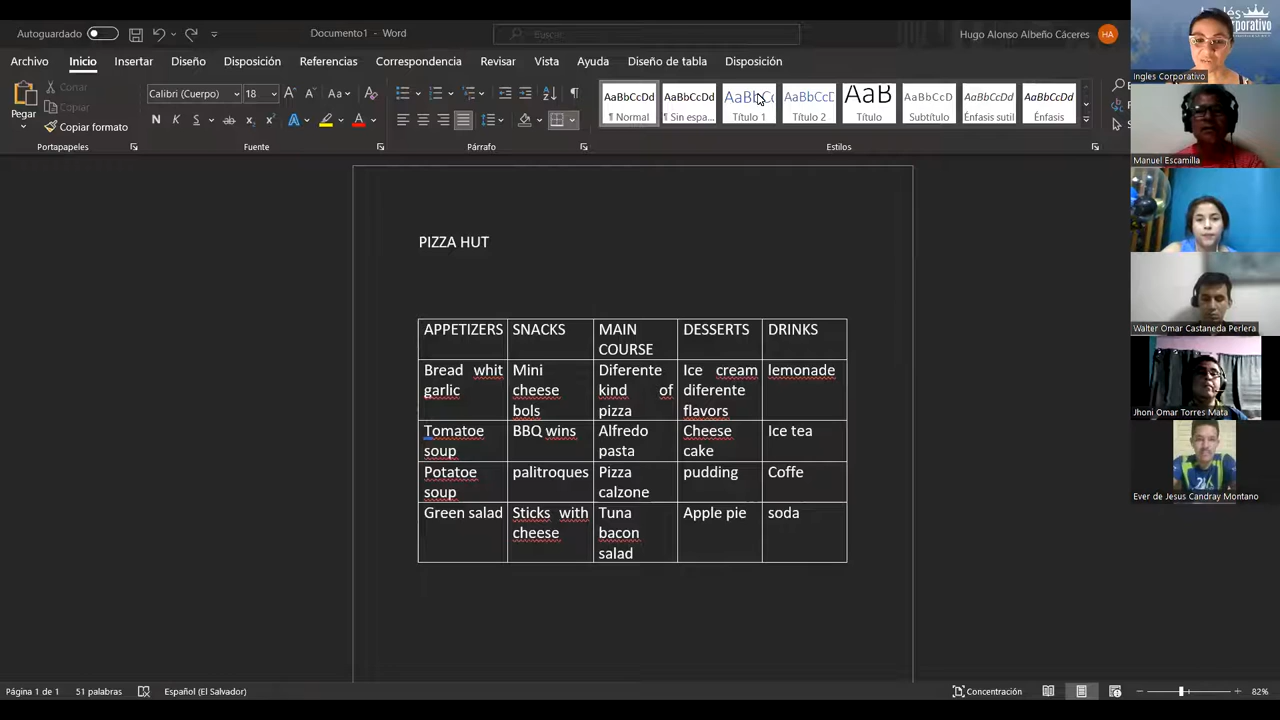 Autoguardado
Documento1 - Word
Buscar
Hugo Alonso Albeño Cáceres
HA
Archivo
Inicio
Insertar
Diseño
Disposición
Referencias
Correspondencia
Revisar
Vista
Ayuda
Diseño de tabla
Disposición
Pegar
Cortar
Copiar
Copiar formato
Calibri (Cuerpo)
18
AaBbCcDd
¶ Normal
AaBbCcDd
¶ Sin espa...
Título 1
AaBbCcD
Título 2
AaB
Título
AaBbCcD
Subtítulo
AaBbCcDd
Énfasis sutil
AaBbCcDd
Énfasis
Portapapeles
Fuente
Párrafo
Estilos
PIZZA HUT
APPETIZERS
SNACKS
MAIN
COURSE
DESSERTS
DRINKS
Bread whit
garlic
Mini
cheese
bols
Diferente
kind of
pizza
Ice cream
diferente
flavors
lemonade
Tomatoe
soup
BBQ wins
Alfredo
pasta
Cheese
cake
Ice tea
Potatoe
soup
palitroques
Pizza
calzone
pudding
Coffe
Green salad
Sticks with
cheese
Tuna
bacon
salad
Apple pie
soda
Página 1 de 1
51 palabras
Español (El Salvador)
Concentración
82%
Ingles Corporativo
Manuel Escamilla
Walter Omar Castaneda Perlera
Jhoni Omar Torres Mata
Ever de Jesus Candray Montano